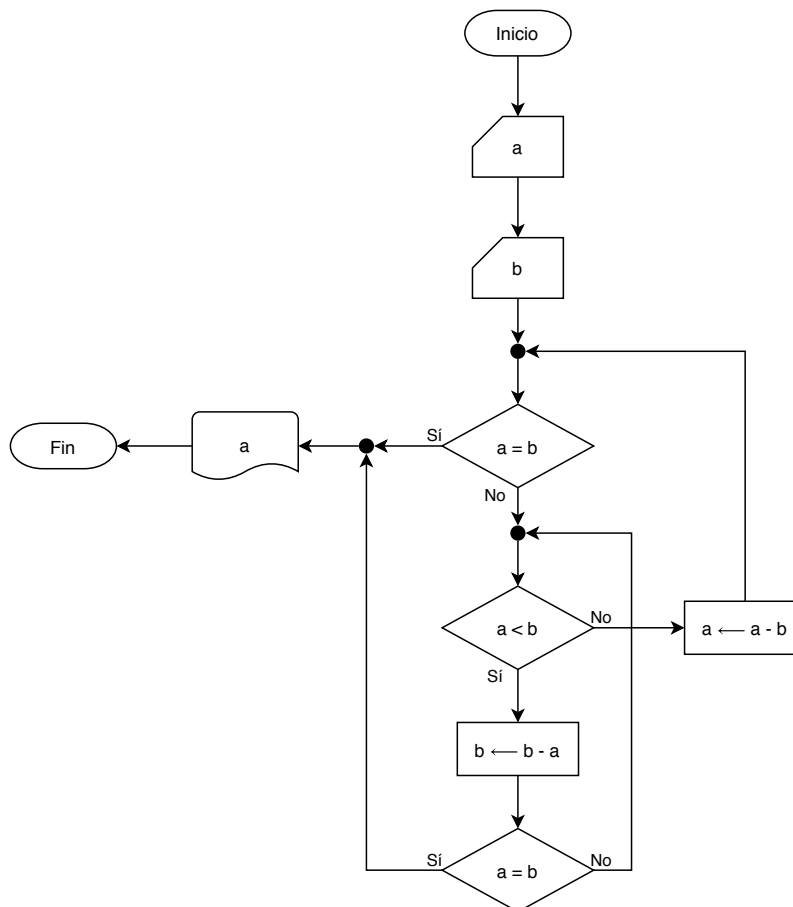 Inicio
a
b
a = b
Sí
No
a
Fin
a < b
No
Sí
a ⟵ a - b
b ⟵ b - a
a = b
Sí
No